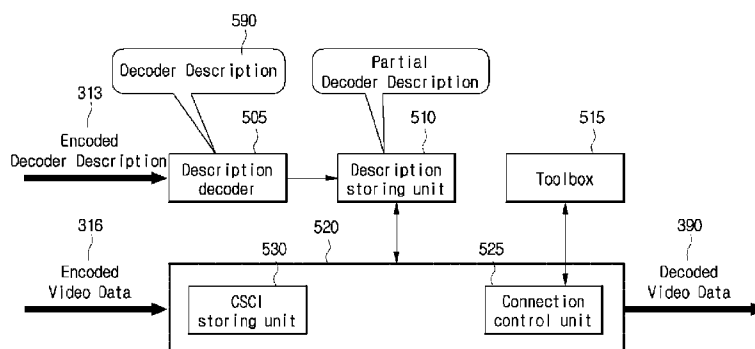 590
Decoder Description
Partial
Decoder Description
313
505
510
515
Encoded
Decoder Description
Description
decoder
Description
storing unit
Toolbox
316
520
390
530
525
Encoded
Video Data
Decoded
Video Data
CSCI
storing unit
Connection
control unit